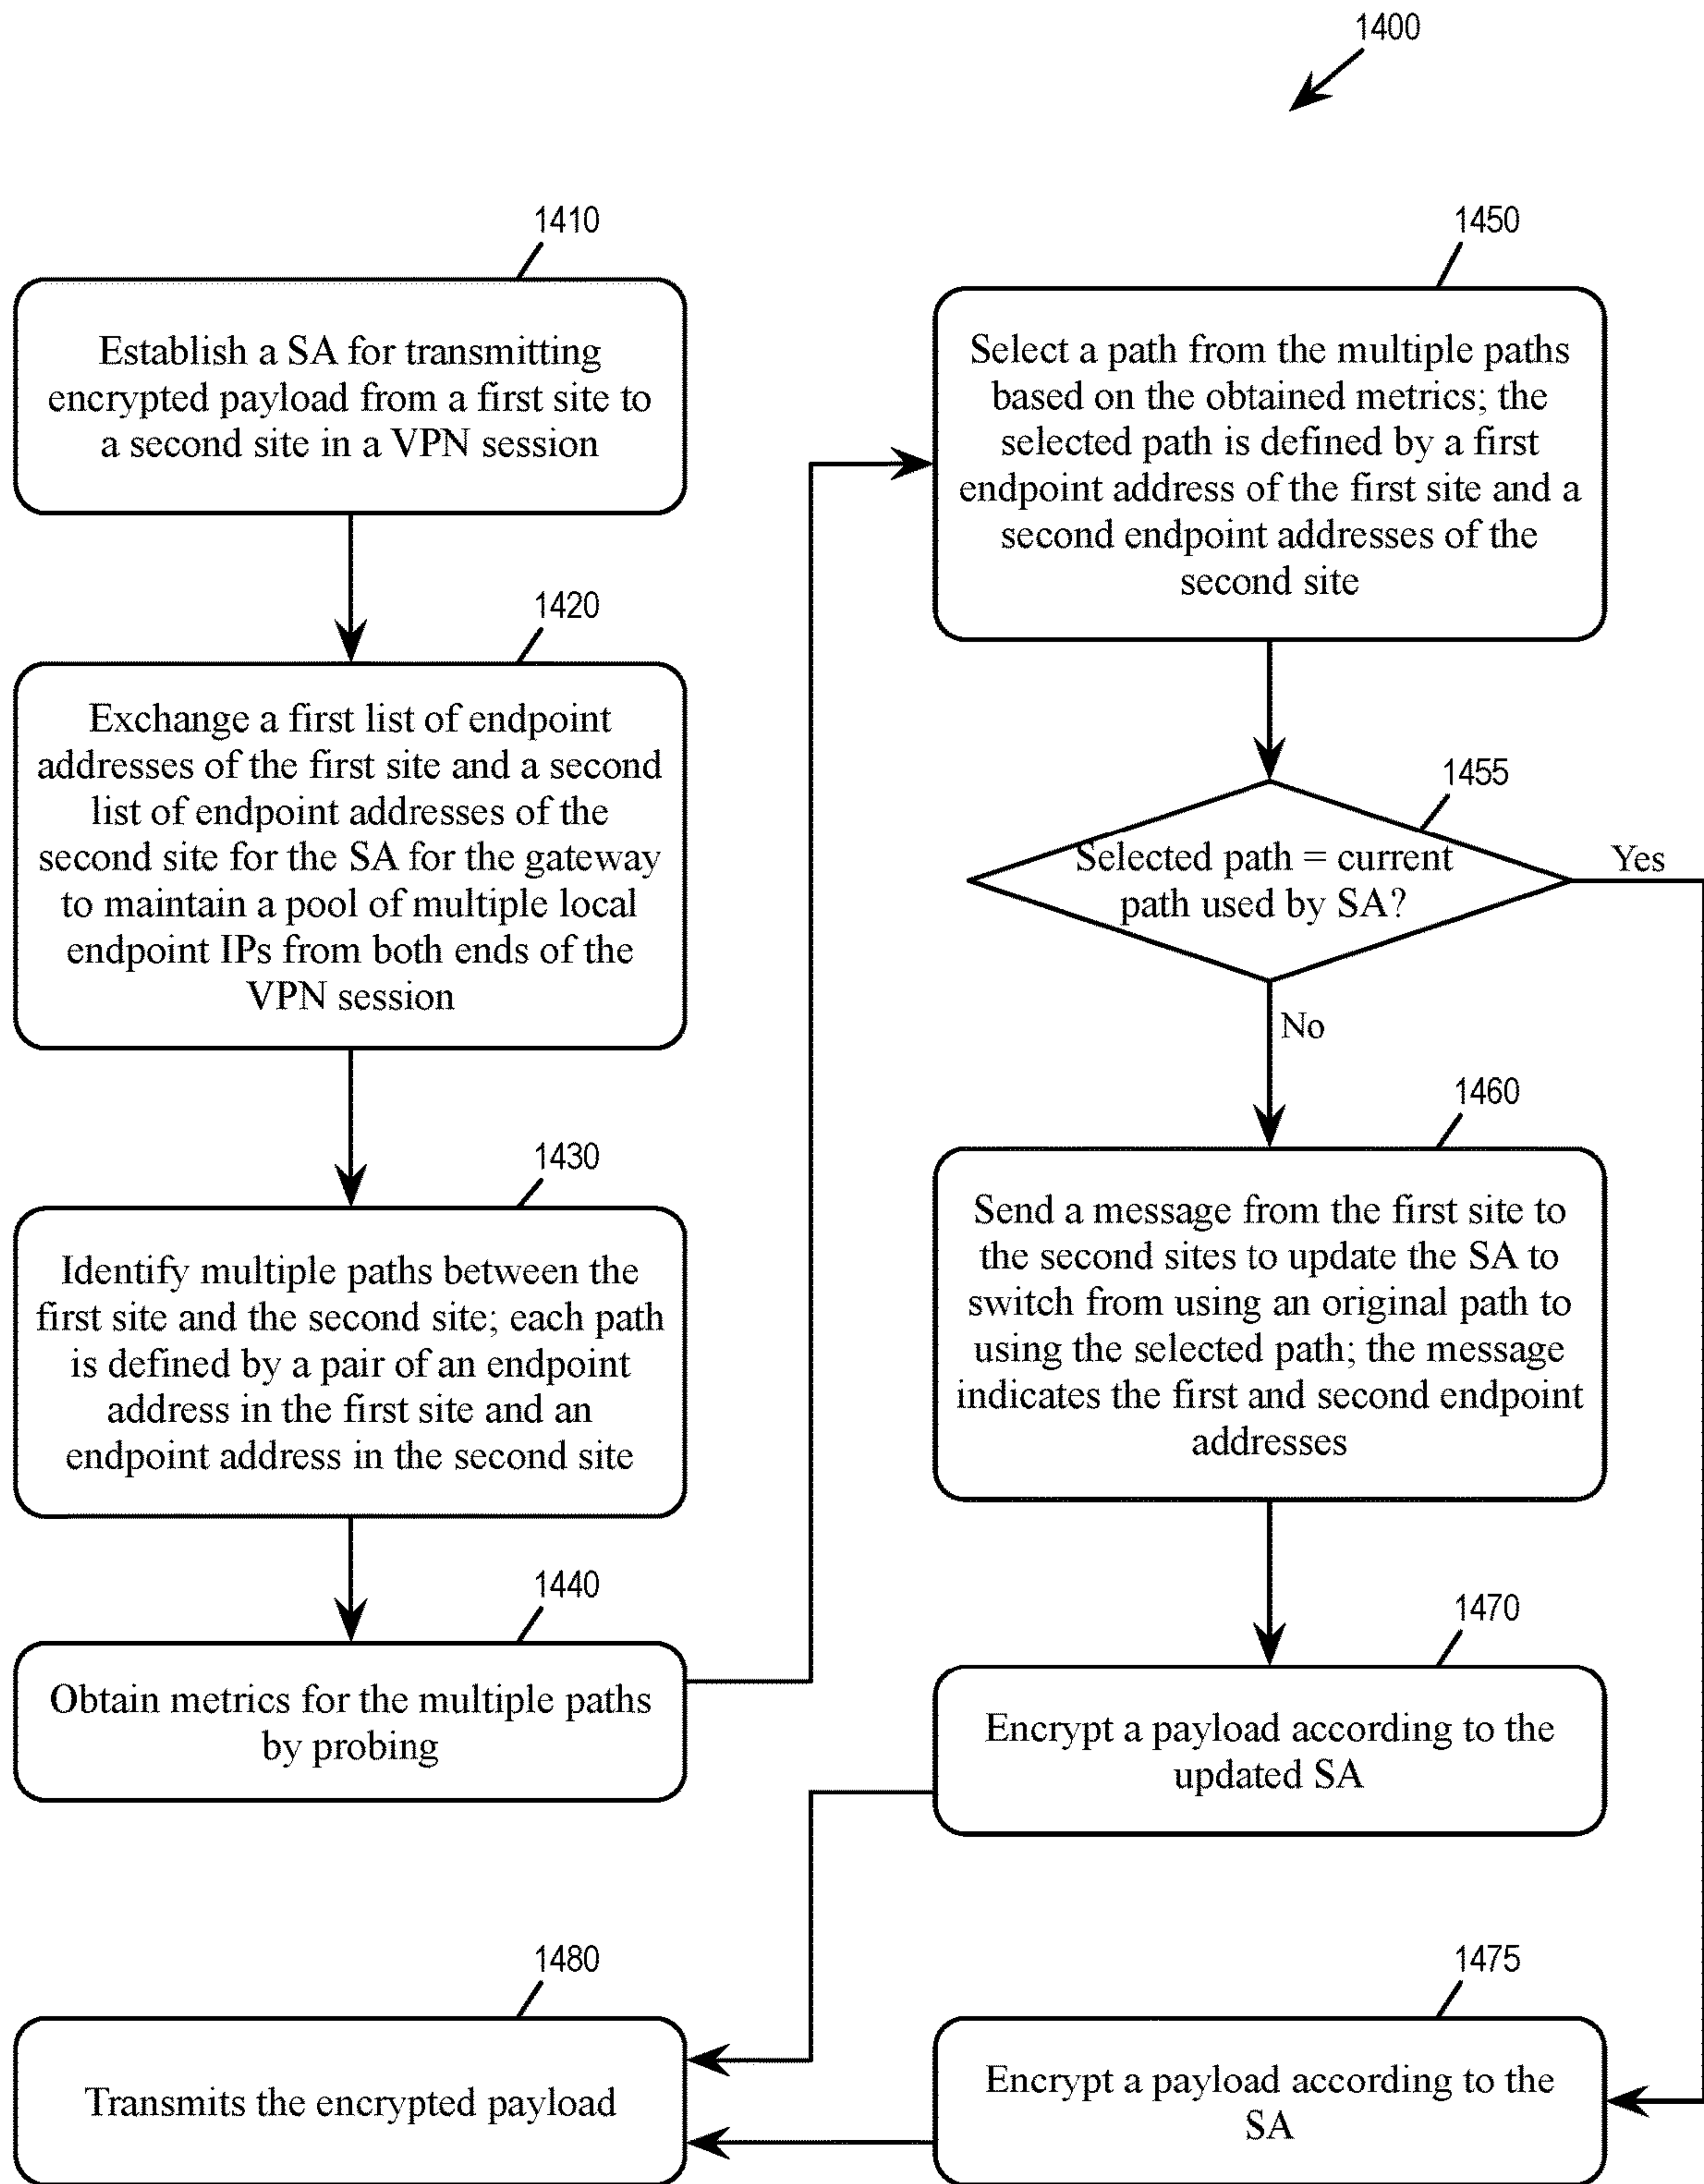 1400
1410
Establish a SA for transmitting
encrypted payload from a first site to
a second site in a VPN session
1420
Exchange a first list of endpoint
addresses of the first site and a second
list of endpoint addresses of the
second site for the SA for the gateway
to maintain a pool of multiple local
endpoint IPs from both ends of the
VPN session
1430
Identify multiple paths between the
first site and the second site; each path
is defined by a pair of an endpoint
address in the first site and an
endpoint address in the second site
1440
Obtain metrics for the multiple paths
by probing
1450
Select a path from the multiple paths
based on the obtained metrics; the
selected path is defined by a first
endpoint address of the first site and a
second endpoint addresses of the
second site
1455
Selected path = current
path used by SA?
Yes
No
1460
Send a message from the first site to
the second sites to update the SA to
switch from using an original path to
using the selected path; the message
indicates the first and second endpoint
addresses
1470
Encrypt a payload according to the
updated SA
1475
Encrypt a payload according to the
SA
1480
Transmits the encrypted payload